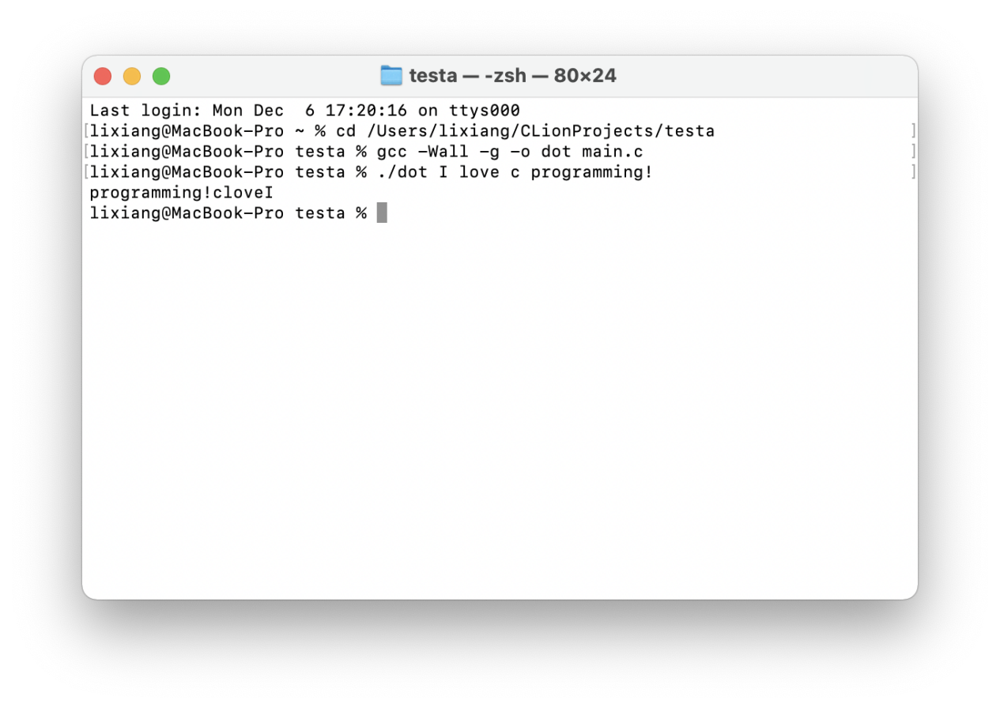 testa — -zsh — 80×24
Last login: Mon Dec  6 17:20:16 on ttys000
[lixiang@MacBook-Pro ~ % cd /Users/lixiang/CLionProjects/testa ]
[lixiang@MacBook-Pro testa % gcc -Wall -g -o dot main.c ]
[lixiang@MacBook-Pro testa % ./dot I love c programming! ]
programming!cloveI
lixiang@MacBook-Pro testa %